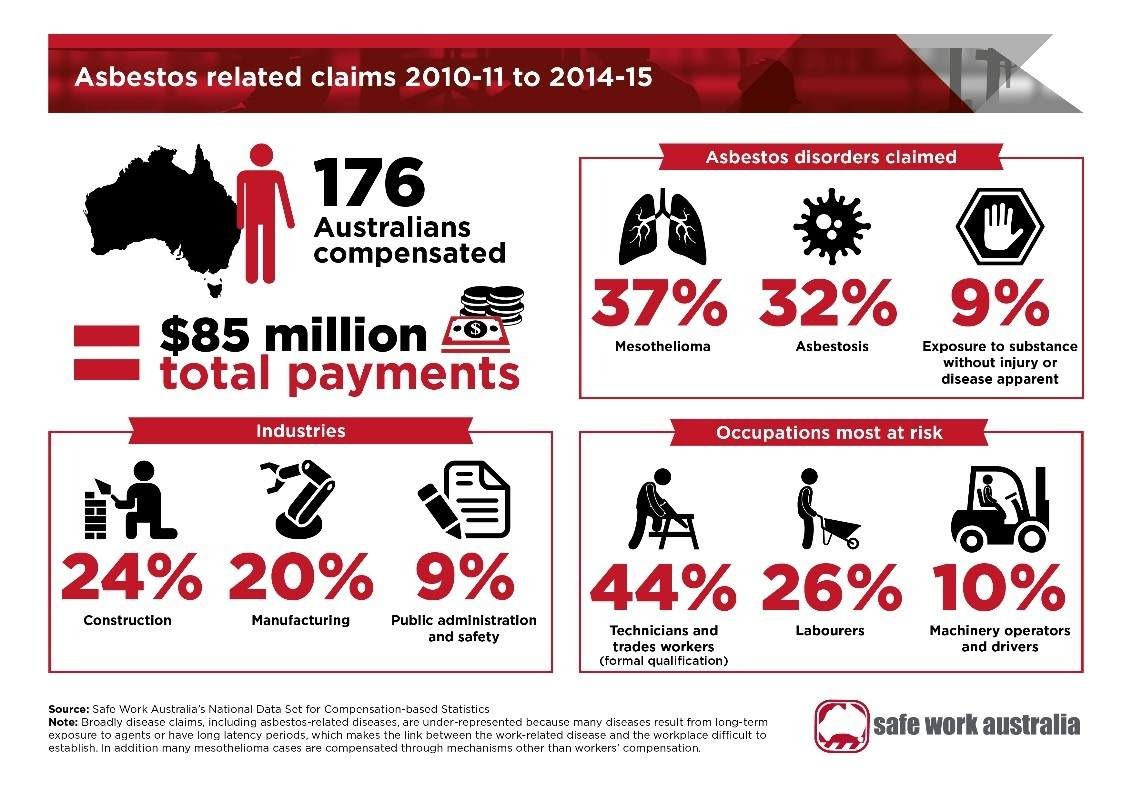 Asbestos related claims 2010-11 to 2014-15
176
Australians
compensated
$85 million
$
total payments
Asbestos disorders claimed
37%
Mesothelioma
32%
Asbestosis
9%
Exposure to substance
without injury or
disease apparent
Industries
24%
Construction
20%
Manufacturing
9%
Public administration
and safety
Occupations most at risk
44%
Technicians and
trades workers
(formal qualification)
26%
Labourers
10%
Machinery operators
and drivers
Source: Safe Work Australia's National Data Set for Compensation-based Statistics
Note: Broadly disease claims, including asbestos-related diseases, are under-represented because many diseases result from long-term
exposure to agents or have long latency periods, which makes the link between the work-related disease and the workplace difficult to
establish. In addition many mesothelioma cases are compensated through mechanisms other than workers' compensation.
safe work australia